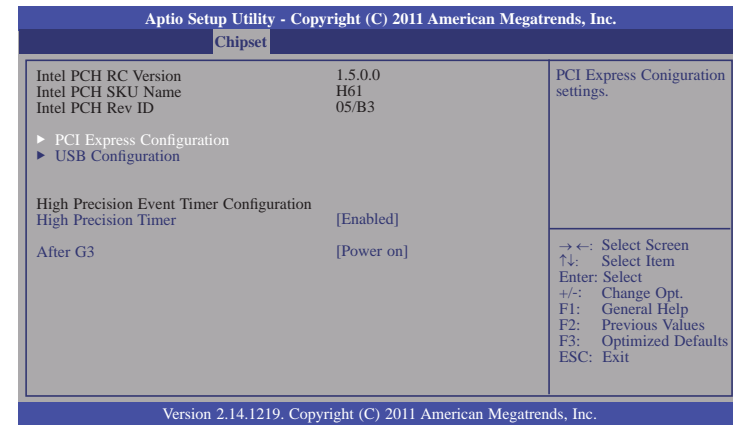 Aptio Setup Utility - Copyright (C) 2011 American Megatrends, Inc.
Chipset
Intel PCH RC Version 1.5.0.0
Intel PCH SKU Name H61
Intel PCH Rev ID 05/B3
► PCI Express Configuration
► USB Configuration
High Precision Event Timer Configuration
High Precision Timer [Enabled]
After G3 [Power on]
PCI Express Coniguration
settings.
→←: Select Screen
↑↓: Select Item
Enter: Select
+/-: Change Opt.
F1: General Help
F2: Previous Values
F3: Optimized Defaults
ESC: Exit
Version 2.14.1219. Copyright (C) 2011 American Megatrends, Inc.